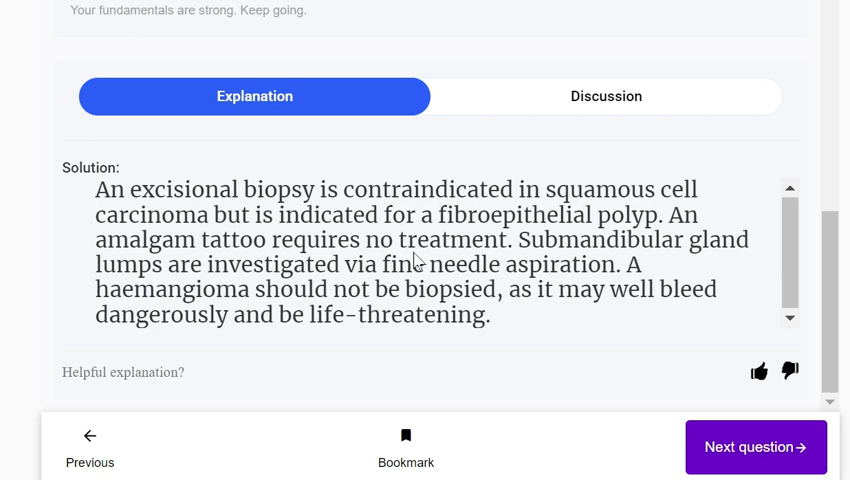 Your fundamentals are strong. Keep going.
Explanation
Discussion
Solution:
An excisional biopsy is contraindicated in squamous cell
carcinoma but is indicated for a fibroepithelial polyp. An
amalgam tattoo requires no treatment. Submandibular gland
lumps are investigated via fine needle aspiration. A
haemangioma should not be biopsied, as it may well bleed
dangerously and be life-threatening.
Helpful explanation?
Previous
Bookmark
Next question→